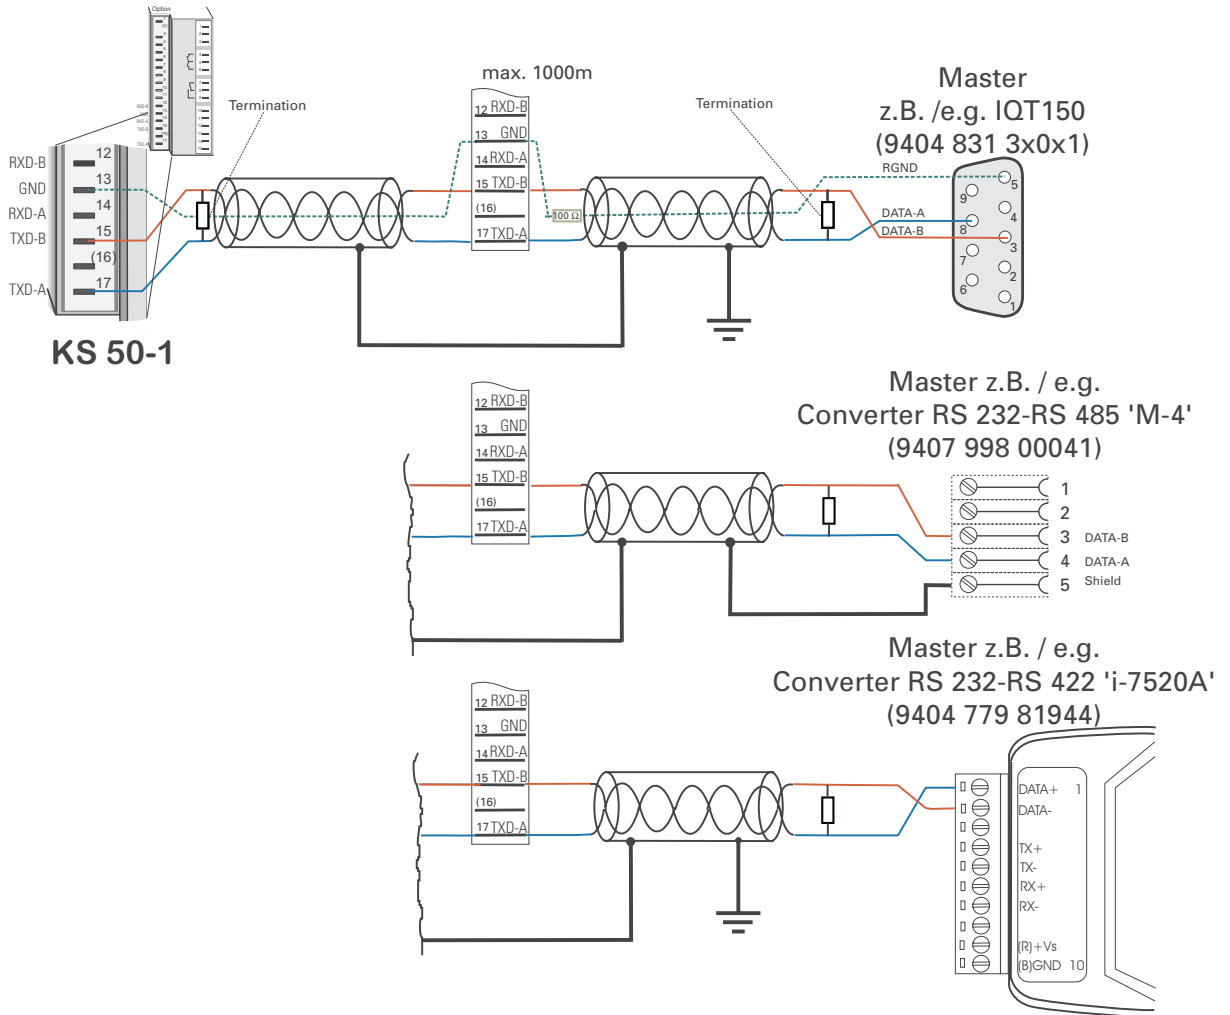 Option
max. 1000m
Master
z.B. /e.g. IQT150
(9404 831 3x0x1)
Termination
Termination
RXD-B
GND
RXD-A
TXD-B
TXD-A
12
13
14
15
(16)
17
KS 50-1
12 RXD-B
13 GND
14 RXD-A
15 TXD-B
(16)
17 TXD-A
100 Ω
RGND
DATA-A
DATA-B
5
9
4
8
3
7
2
6
1
Master z.B. / e.g.
Converter RS 232-RS 485 'M-4'
(9407 998 00041)
12 RXD-B
13 GND
14 RXD-A
15 TXD-B
(16)
17 TXD-A
1
2
3 DATA-B
4 DATA-A
5 Shield
Master z.B. / e.g.
Converter RS 232-RS 422 'i-7520A'
(9404 779 81944)
12 RXD-B
13 GND
14 RXD-A
15 TXD-B
(16)
17 TXD-A
DATA+ 1
DATA-
TX+
TX-
RX+
RX-
(R)+Vs
(B)GND 10